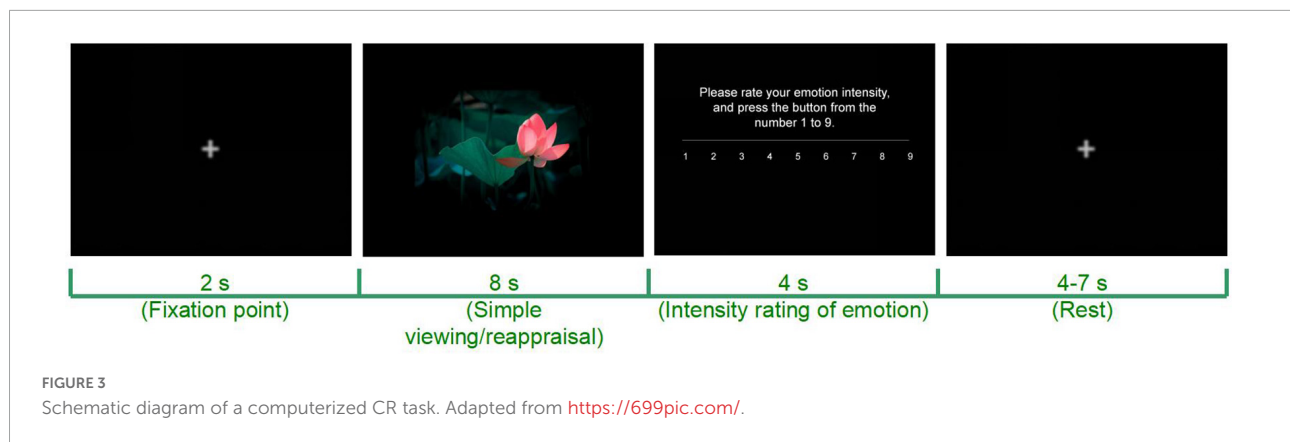 Please rate your emotion intensity,
and press the button from the
number 1 to 9.
1 2 3 4 5 6 7 8 9
2 s
(Fixation point)
8 s
(Simple
viewing/reappraisal)
4 s
(Intensity rating of emotion)
4-7 s
(Rest)
FIGURE 3
Schematic diagram of a computerized CR task. Adapted from https://699pic.com/.